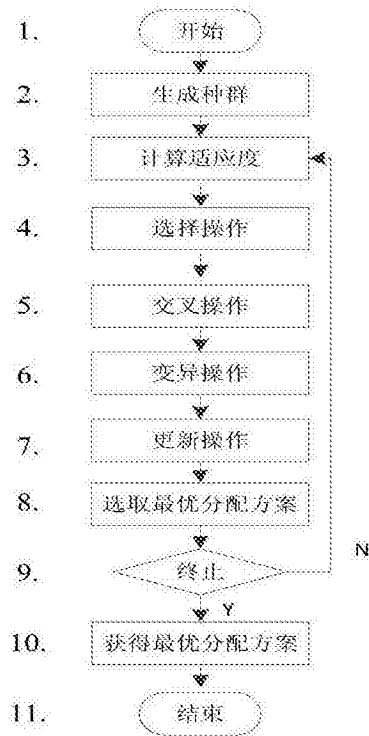 1. 开始
2. 生成种群
3. 计算适应度
4. 选择操作
5. 交叉操作
6. 变异操作
7. 更新操作
8. 选取最优分配方案
N
9. 终止
Y
10. 获得最优分配方案
11. 结束